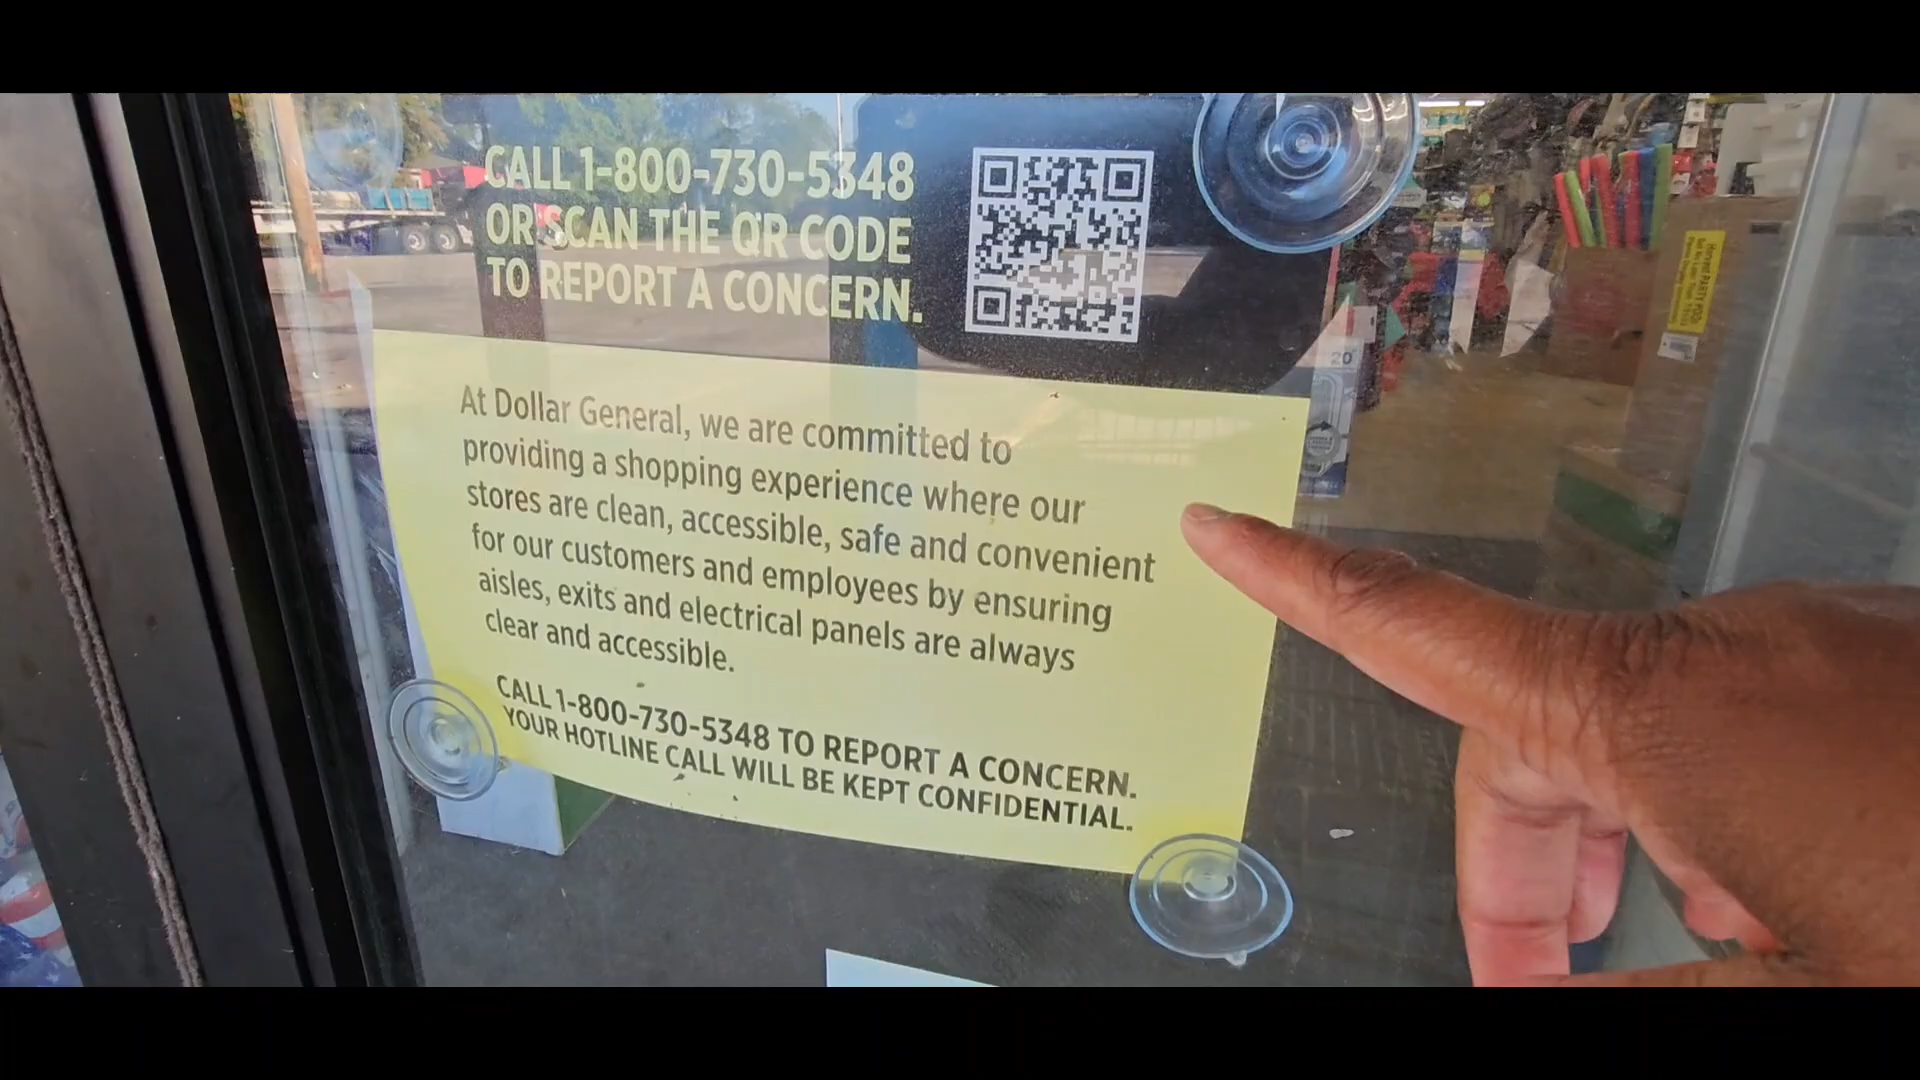 CALL 1-800-730-5348
OR SCAN THE QR CODE
TO REPORT A CONCERN.
At Dollar General, we are committed to
providing a shopping experience where our
stores are clean, accessible, safe and convenient
for our customers and employees by ensuring
aisles, exits and electrical panels are always
clear and accessible.
CALL 1-800-730-5348 TO REPORT A CONCERN.
YOUR HOTLINE CALL WILL BE KEPT CONFIDENTIAL.
20